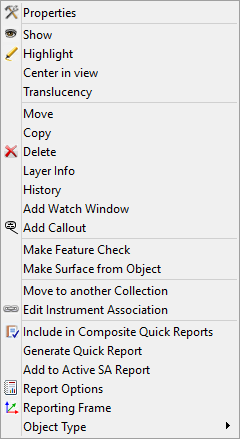 Properties
Show
Highlight
Center in view
Translucency
Move
Copy
Delete
Layer Info
History
Add Watch Window
Add Callout
Make Feature Check
Make Surface from Object
Move to another Collection
Edit Instrument Association
Include in Composite Quick Reports
Generate Quick Report
Add to Active SA Report
Report Options
Reporting Frame
Object Type